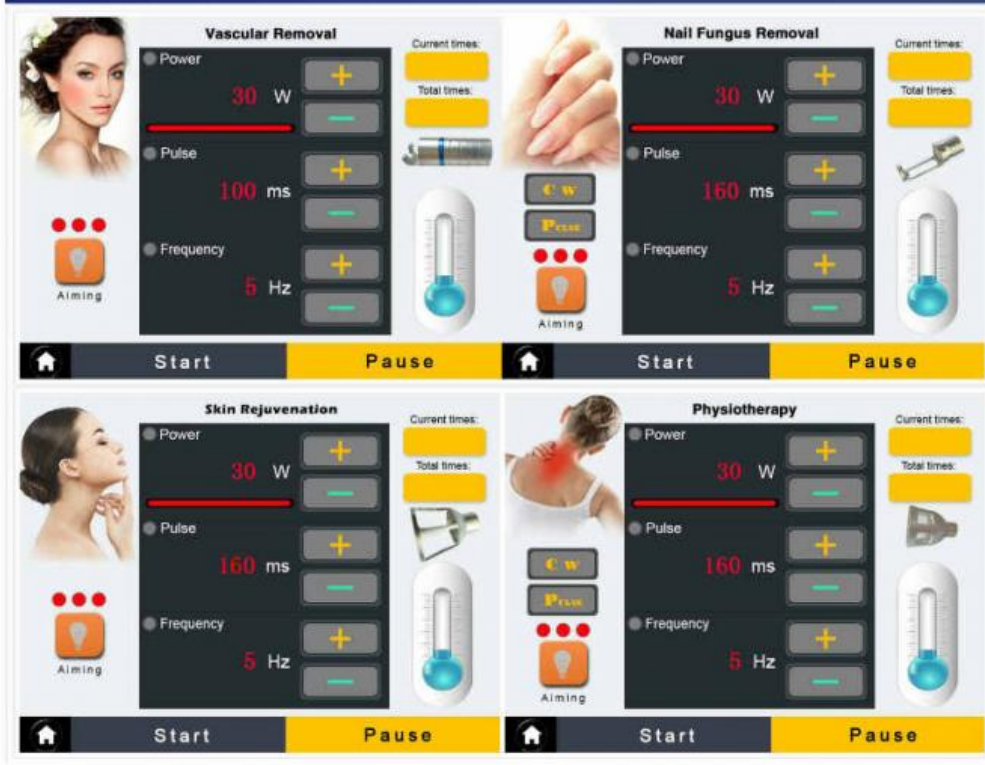 Vascular Removal
Current times:
Power
30 W
Total times:
Pulse
100 ms
Frequency
5 Hz
Aiming
Start
Pause
Nail Fungus Removal
Current times:
Power
30 W
Total times:
Pulse
160 ms
C W
PULSE
Frequency
5 Hz
Aiming
Start
Pause
Skin Rejuvenation
Current times:
Power
30 W
Total times:
Pulse
160 ms
Frequency
5 Hz
Aiming
Start
Pause
Physiotherapy
Current times:
Power
30 W
Total times:
Pulse
160 ms
C W
PULSE
Frequency
5 Hz
Aiming
Start
Pause